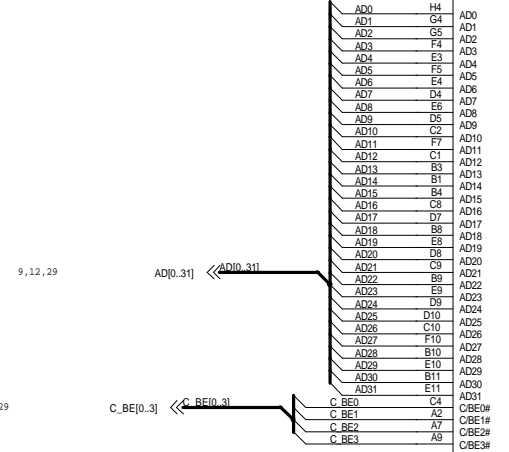 AD0 H4 AD0
AD1 G4 AD1
AD2 G5 AD2
AD3 F4 AD3
AD4 E3 AD4
AD5 F5 AD5
AD6 E4 AD6
AD7 D4 AD7
AD8 E6 AD8
AD9 D5 AD9
AD10 C2 AD10
AD11 F7 AD11
AD12 C1 AD12
AD13 B3 AD13
AD14 B1 AD14
AD15 B4 AD15
AD16 C8 AD16
AD17 D7 AD17
AD18 B8 AD18
AD19 E8 AD19
AD20 D8 AD20
9,12,29 AD[0..31] AD[0..31] AD21 C9 AD21
AD22 B9 AD22
AD23 E9 AD23
AD24 D9 AD24
AD25 D10 AD25
AD26 C10 AD26
AD27 F10 AD27
AD28 B10 AD28
AD29 E10 AD29
AD30 B11 AD30
AD31 E11 AD31
29 C_BE[0..3] C_BE[0..3] C_BE0 C4 C/BE0#
C_BE1 A2 C/BE1#
C_BE2 A7 C/BE2#
C_BE3 A9 C/BE3#